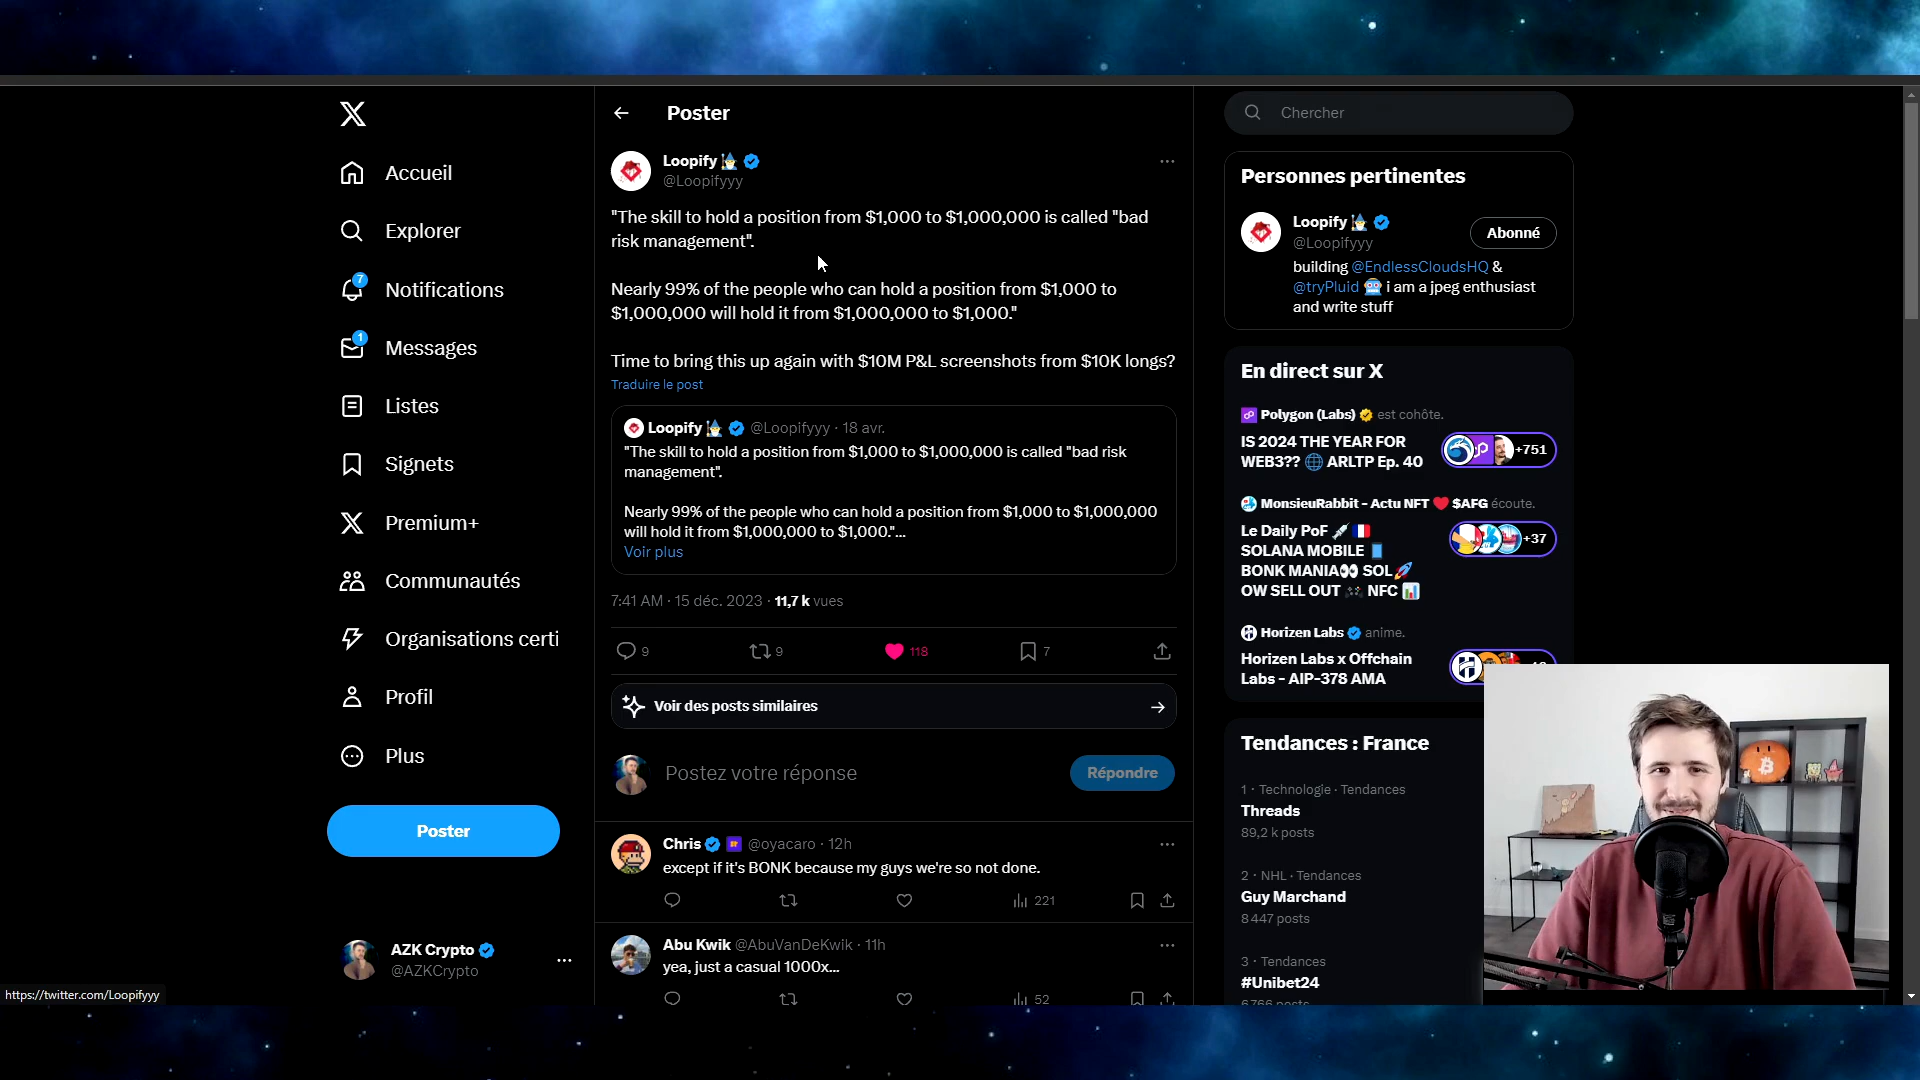 Accueil
Explorer
7
Notifications
1
Messages
Listes
Signets
Premium+
Communautés
Organisations certi
Profil
Plus
Poster
AZK Crypto
@AZKCrypto
https://twitter.com/Loopifyyy
Poster
Loopify
@Loopifyyy
"The skill to hold a position from $1,000 to $1,000,000 is called "bad
risk management".
Nearly 99% of the people who can hold a position from $1,000 to
$1,000,000 will hold it from $1,000,000 to $1,000."
Time to bring this up again with $10M P&L screenshots from $10K longs?
Traduire le post
Loopify @Loopifyyy · 18 avr.
"The skill to hold a position from $1,000 to $1,000,000 is called "bad risk
management".
Nearly 99% of the people who can hold a position from $1,000 to $1,000,000
will hold it from $1,000,000 to $1,000."...
Voir plus
7:41 AM · 15 déc. 2023 · 11,7 k vues
9 9 118 7
Voir des posts similaires
Postez votre réponse
Répondre
Chris @oyacaro · 12h
except if it's BONK because my guys we're so not done.
221
Abu Kwik @AbuVanDeKwik · 11h
yea, just a casual 1000x...
52
Chercher
Personnes pertinentes
Loopify
@Loopifyyy
Abonné
building @EndlessCloudsHQ &
@tryPluid 🤖 i am a jpeg enthusiast
and write stuff
En direct sur X
Polygon (Labs) est cohôte.
IS 2024 THE YEAR FOR
WEB3?? 🌐 ARLTP Ep. 40
+751
MonsieurRabbit - Actu NFT ❤️ $AFG écoute.
Le Daily PoF 💉🇫🇷
SOLANA MOBILE 📱
BONK MANIA👀 SOL🚀
OW SELL OUT 🎮 NFC 📊
+37
Horizen Labs anime.
Horizen Labs x Offchain
Labs - AIP-378 AMA
Tendances : France
1 · Technologie · Tendances
Threads
89,2 k posts
2 · NHL · Tendances
Guy Marchand
8 447 posts
3 · Tendances
#Unibet24
6 766 posts